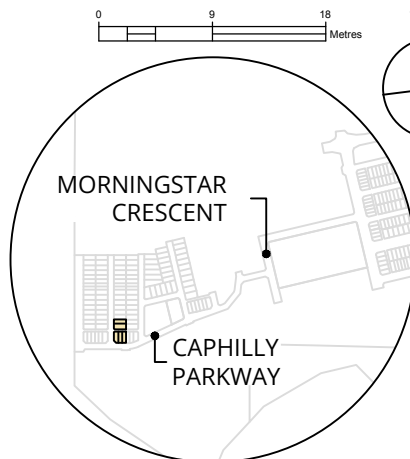 0 9 18
Metres
MORNINGSTAR
CRESCENT
CAPHILLY
PARKWAY